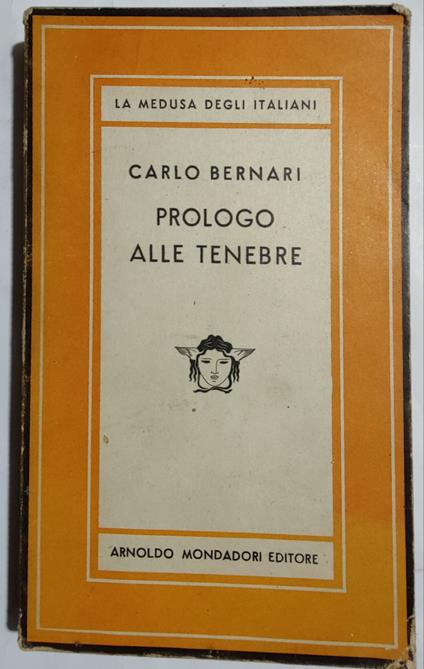 LA MEDUSA DEGLI ITALIANI
CARLO BERNARI
PROLOGO
ALLE TENEBRE
ARNOLDO MONDADORI EDITORE